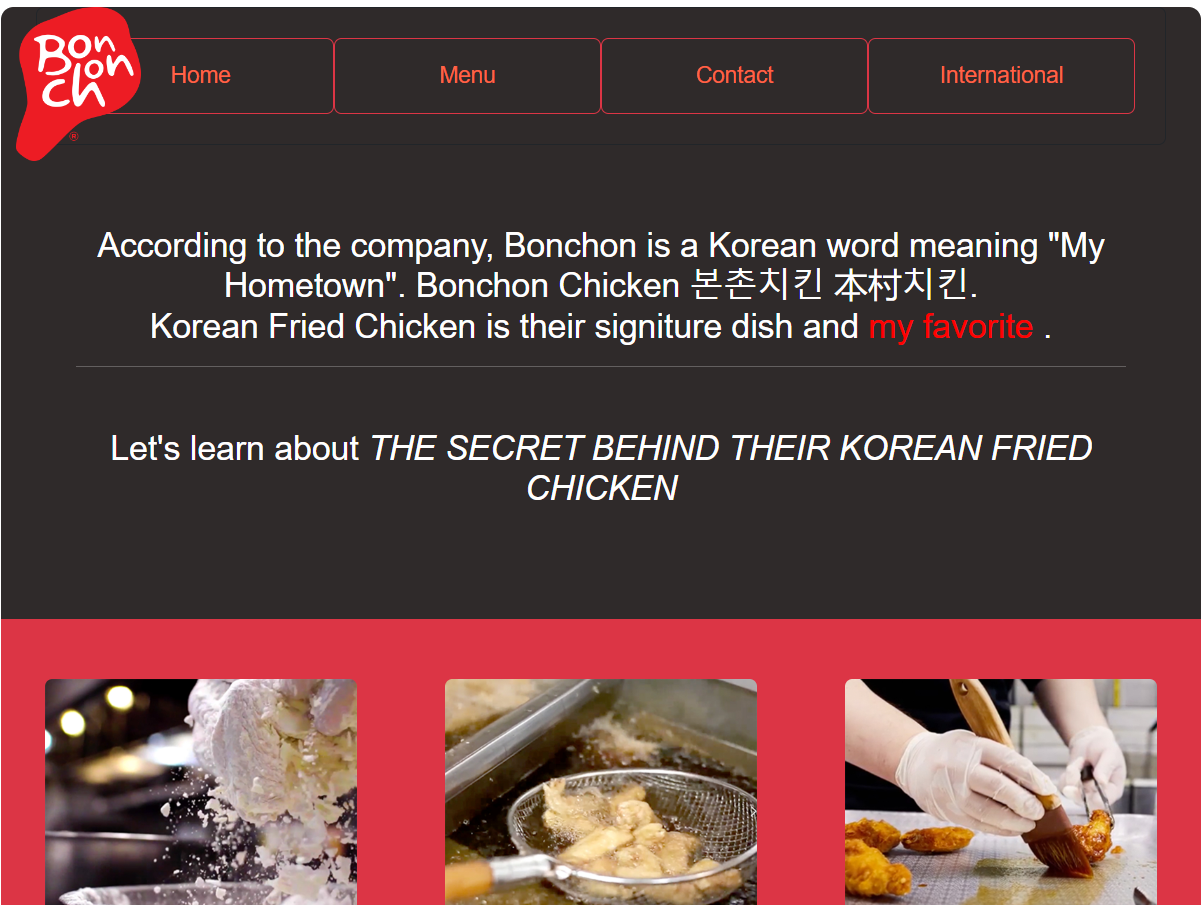 Bon
chon
®
Home
Menu
Contact
International
According to the company, Bonchon is a Korean word meaning "My
Hometown". Bonchon Chicken 본촌치킨 本村치킨.
Korean Fried Chicken is their signiture dish and my favorite .
Let's learn about THE SECRET BEHIND THEIR KOREAN FRIED
CHICKEN